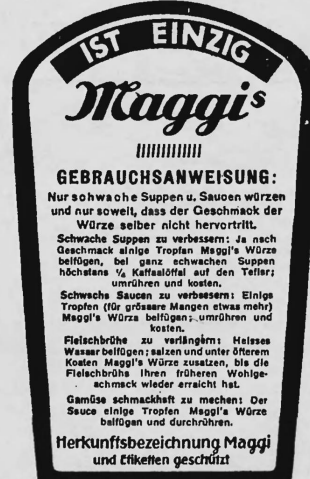 IST EINZIG
Maggis
GEBRAUCHSANWEISUNG:
Nur schwache Suppen u. Saucen würzen
und nur soweit, dass der Geschmack der
Würze selber nicht hervortritt.
Schwache Suppen zu verbessern: Je nach
Geschmack einige Tropfen Maggi's Würze
beifügen, bei ganz schwachen Suppen
höchstens ¼ Kaffeelöffel auf den Teller;
umrühren und kosten.
Schwache Saucen zu verbessern: Einige
Tropfen (für grössere Mengen etwas mehr)
Maggi's Würze beifügen; umrühren und
kosten.
Fleischbrühe zu verlängern: Heisses
Wasser beifügen; salzen und unter öfterem
Kosten Maggi's Würze zusetzen, bis die
Fleischbrühe ihren früheren Wohlge-
schmack wieder erreicht hat.
Gemüse schmackhaft zu machen: Der
Sauce einige Tropfen Maggi's Würze
beifügen und durchrühren.
Herkunftsbezeichnung Maggi
und Etiketten geschützt